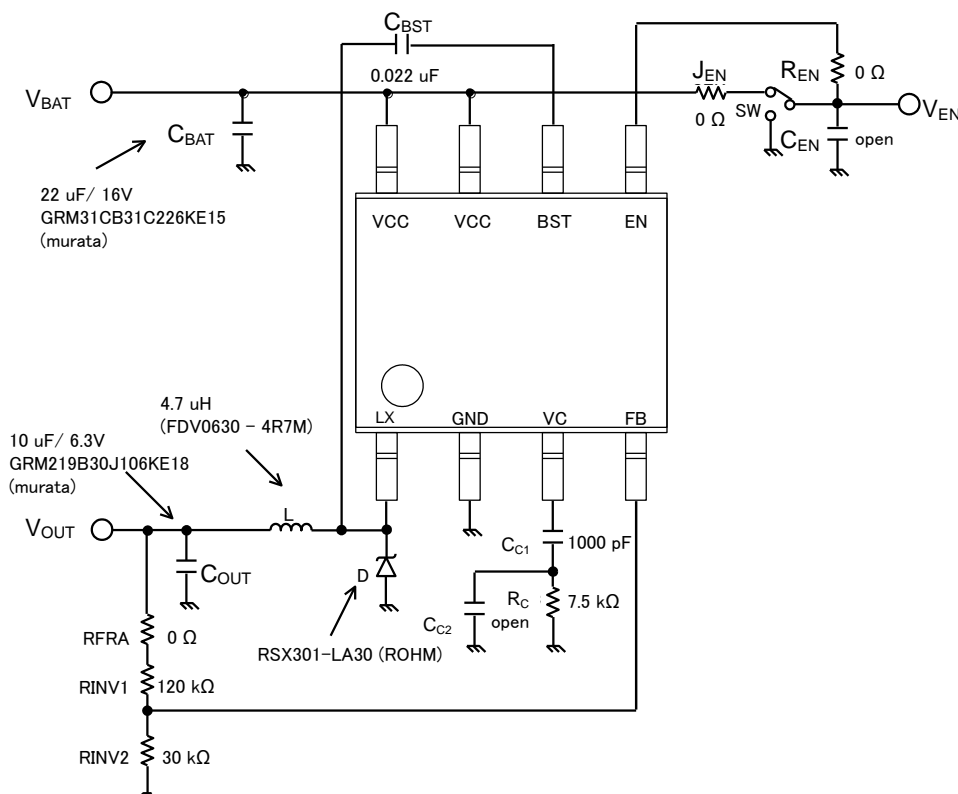 CBST
0.022 uF
VBAT
CBAT
22 uF/ 16V
GRM31CB31C226KE15
(murata)
JEN
0 Ω
SW
REN
0 Ω
VEN
CEN
open
VCC
VCC
BST
EN
LX
GND
VC
FB
4.7 uH
(FDV0630 - 4R7M)
10 uF/ 6.3V
GRM219B30J106KE18
(murata)
VOUT
L
COUT
D
RSX301-LA30 (ROHM)
CC1
1000 pF
RC
7.5 kΩ
CC2
open
RFRA
0 Ω
RINV1
120 kΩ
RINV2
30 kΩ